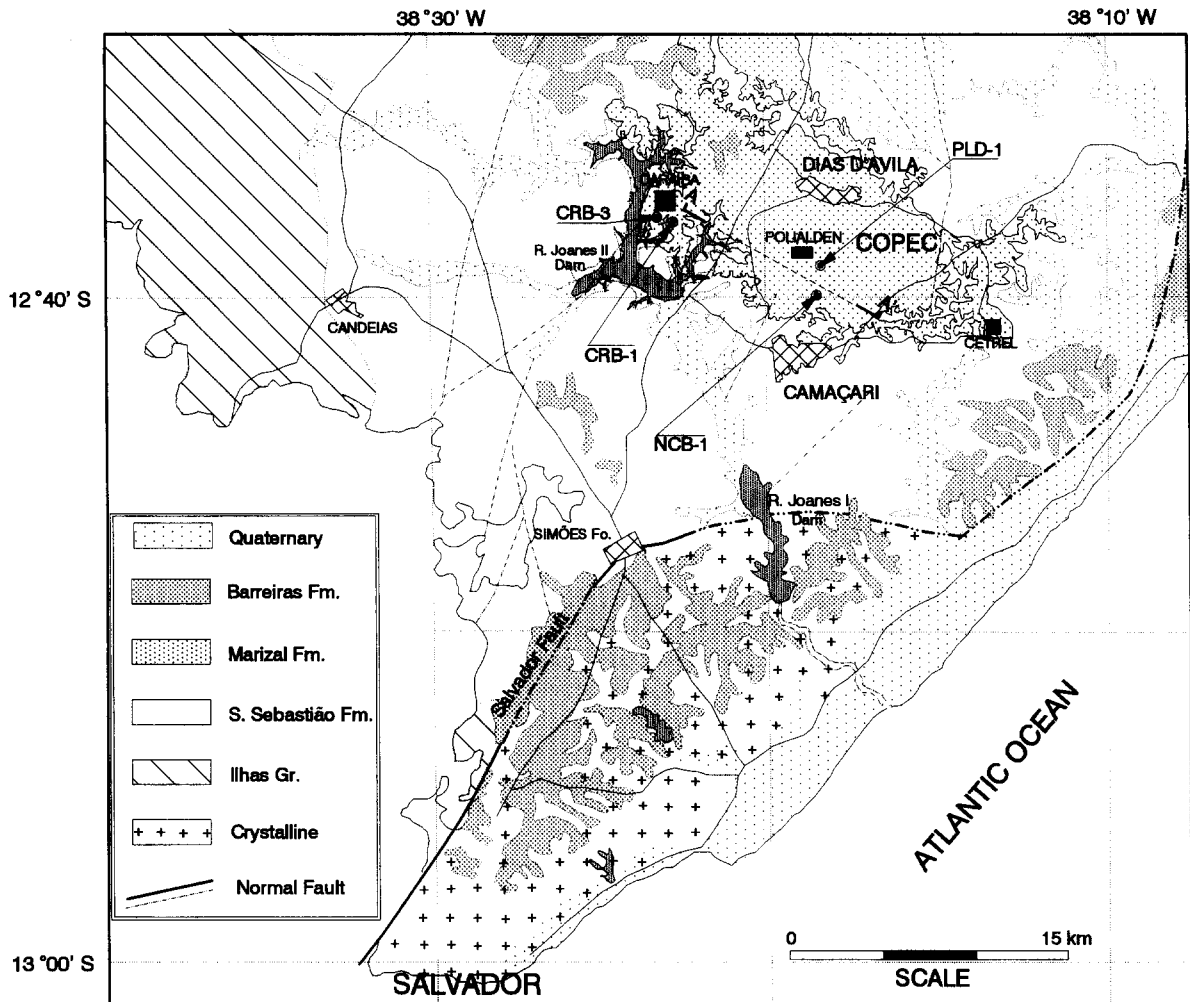 38 °30' W
38 °10' W
PLD-1
DIAS D'AVILA
CRB-3
POLIALDEN
COPEC
R. Joanes II
Dam
12 °40' S
CANDEIAS
CETREL
CRB-1
CAMAÇARI
NCB-1
R. Joanes I
Dam
SIMÕES Fo.
Quaternary
Barreiras Fm.
Marizal Fm.
S. Sebastião Fm.
Ilhas Gr.
Crystalline
Normal Fault
Salvador Fault
ATLANTIC OCEAN
0
15 km
SCALE
13 °00' S
SALVADOR